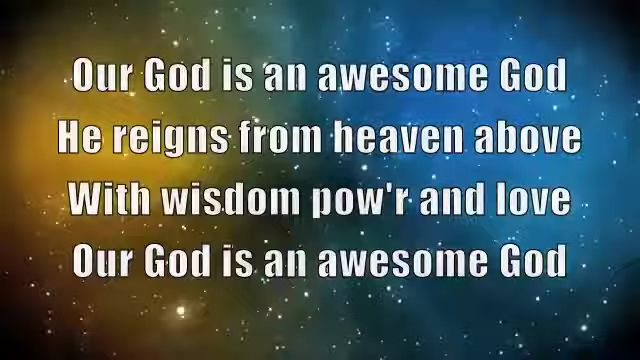 Our God is an awesome God
He reigns from heaven above
With wisdom pow'r and love
Our God is an awesome God